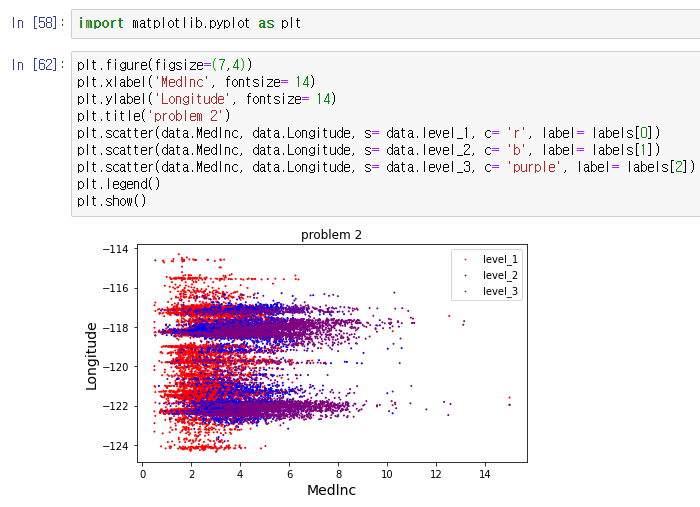 In [58]: import matplotlib.pyplot as plt
In [62]: plt.figure(figsize=(7,4))
plt.xlabel('MedInc', fontsize= 14)
plt.ylabel('Longitude', fontsize= 14)
plt.title('problem 2')
plt.scatter(data.MedInc, data.Longitude, s= data.level_1, c= 'r', label= labels[0])
plt.scatter(data.MedInc, data.Longitude, s= data.level_2, c= 'b', label= labels[1])
plt.scatter(data.MedInc, data.Longitude, s= data.level_3, c= 'purple', label= labels[2])
plt.legend()
plt.show()
problem 2
level_1
level_2
level_3
−114
−116
−118
−120
−122
−124
Longitude
0 2 4 6 8 10 12 14
MedInc